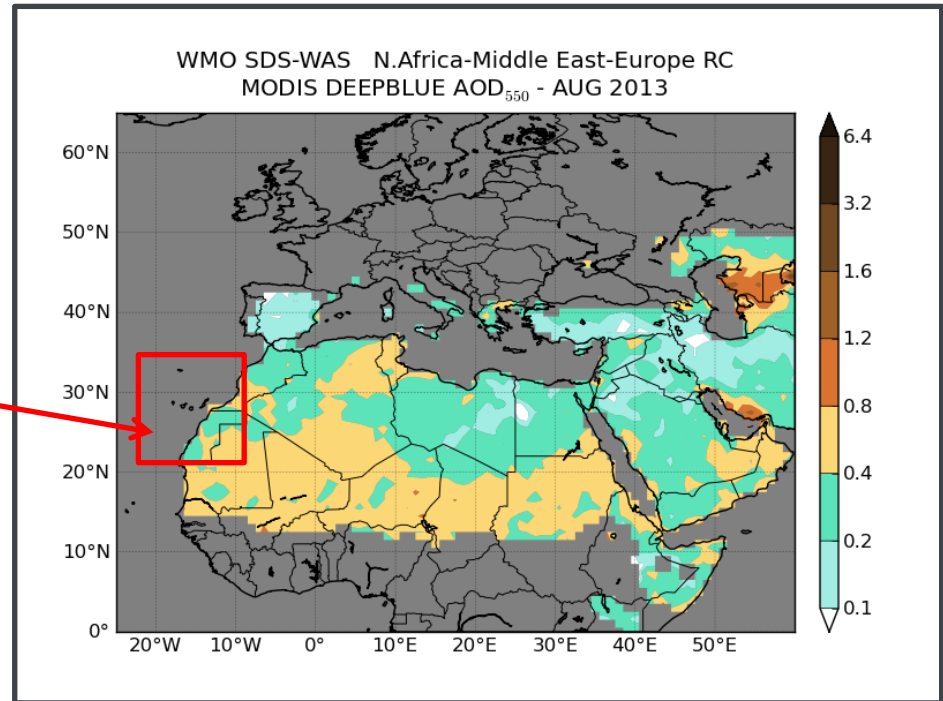 WMO SDS-WAS N.Africa-Middle East-Europe RC
MODIS DEEPBLUE AOD₅₅₀ - AUG 2013
60°N
50°N
40°N
30°N
20°N
10°N
0°
20°W 10°W 0° 10°E 20°E 30°E 40°E 50°E
6.4
3.2
1.6
1.2
0.8
0.4
0.2
0.1